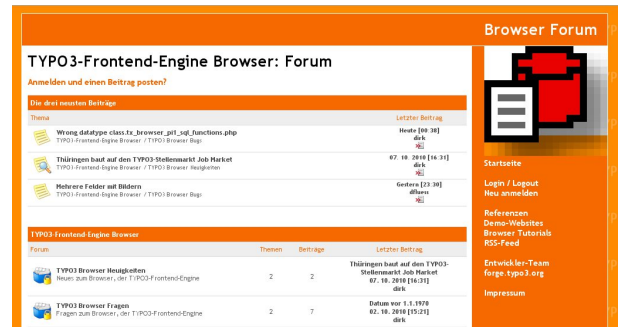 Browser Forum
TYPO3-Frontend-Engine Browser: Forum
Anmelden und einen Beitrag posten?
Die drei neusten Beiträge
Thema Letzter Beitrag
Wrong datatype class.tx_browser_pi1_sql_functions.php
TYPO3-Frontend-Engine Browser / TYPO3 Browser Bugs
Heute [00:38]
dirk
Thüringen baut auf den TYPO3-Stellenmarkt Job Market
TYPO3-Frontend-Engine Browser / TYPO3 Browser Neuigkeiten
07. 10. 2010 [16:31]
dirk
Mehrere Felder mit Bildern
TYPO3-Frontend-Engine Browser / TYPO3 Browser Bugs
Gestern [23:30]
dfluess
TYPO3-Frontend-Engine Browser
Forum Themen Beiträge Letzter Beitrag
TYPO3 Browser Neuigkeiten
Neues zum Browser, der TYPO3-Frontend-Engine
2 2
Thüringen baut auf den TYPO3-
Stellenmarkt Job Market
07. 10. 2010 [16:31]
dirk
TYPO3 Browser Fragen
Fragen zum Browser, der TYPO3-Frontend-Engine
2 7
Datum vor 1.1.1970
02. 10. 2010 [15:21]
dirk
Startseite
Login / Logout
Neu anmelden
Referenzen
Demo-Websites
Browser Tutorials
RSS-Feed
Entwickler-Team
forge.typo3.org
Impressum